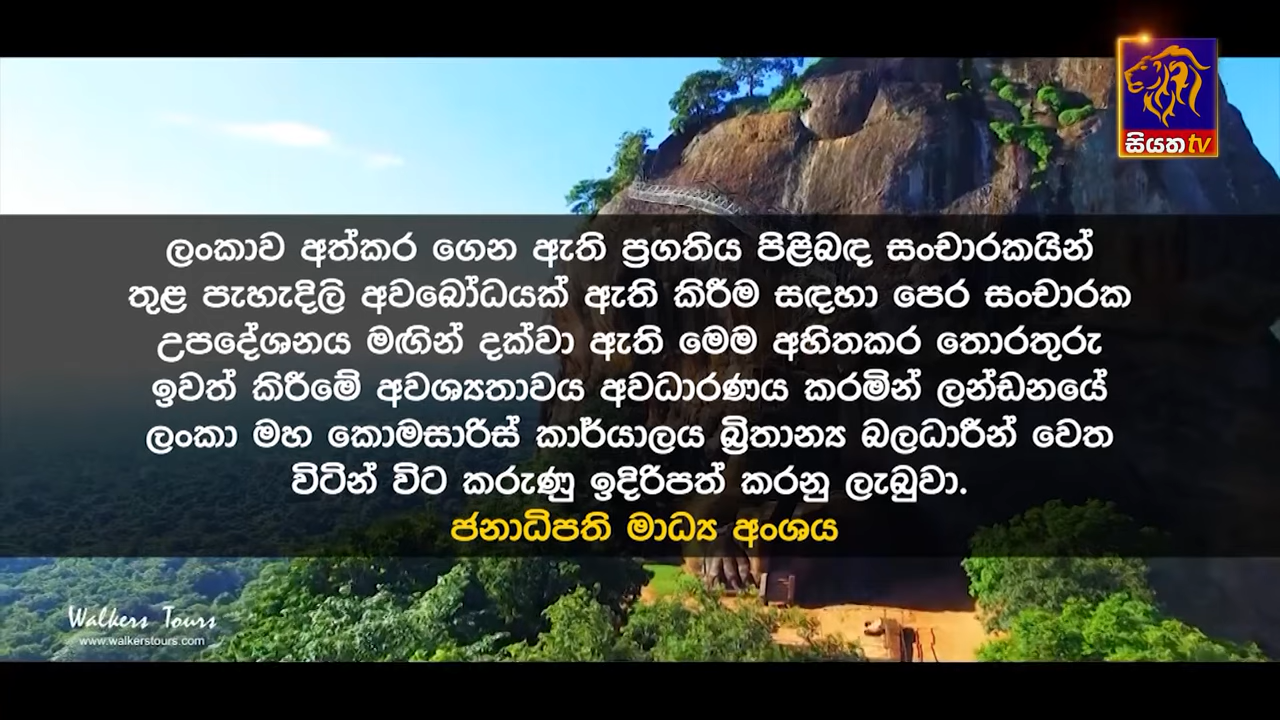 සියත tv
ලංකාව අත්කර ගෙන ඇති ප්‍රගතිය පිළිබඳ සංචාරකයින්
තුළ පැහැදිලි අවබෝධයක් ඇති කිරීම සඳහා පෙර සංචාරක
උපදේශනය මඟින් දක්වා ඇති මෙම අහිතකර තොරතුරු
ඉවත් කිරීමේ අවශ්‍යතාවය අවධාරණය කරමින් ලන්ඩනයේ
ලංකා මහ කොමසාරිස් කාර්යාලය බ්‍රිතාන්‍ය බලධාරීන් වෙත
විටින් විට කරුණු ඉදිරිපත් කරනු ලැබුවා.
ජනාධිපති මාධ්‍ය අංශය
Walkers Tours
www.walkerstours.com